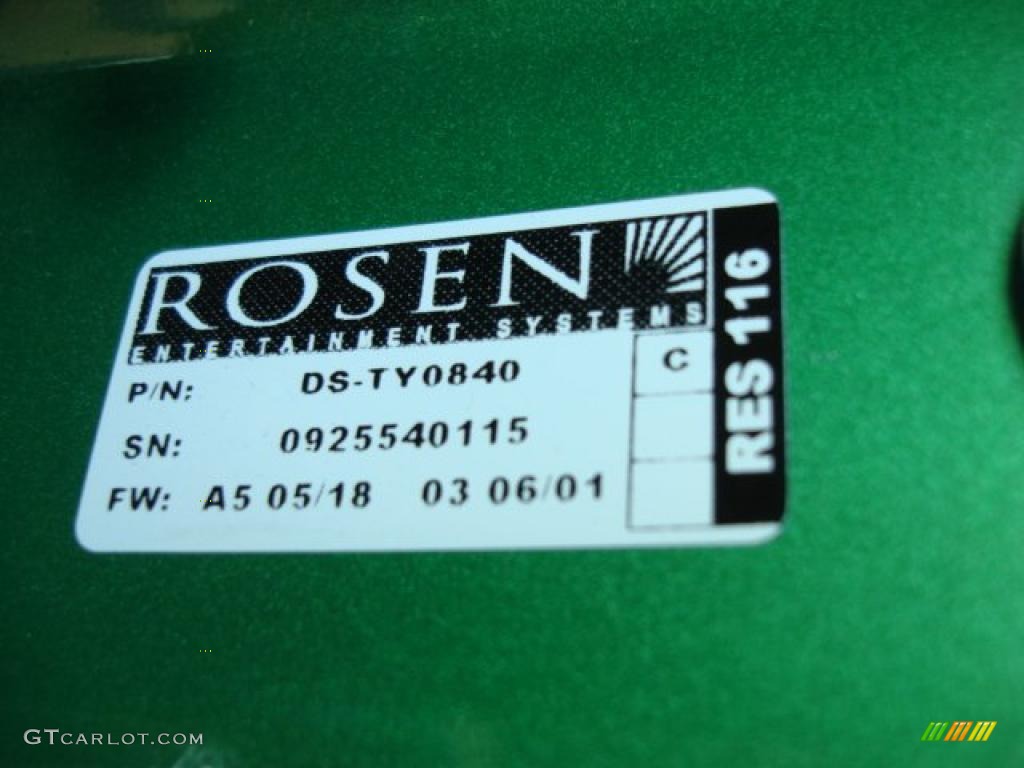 ROSEN
ENTERTAINMENT SYSTEMS
P/N: DS-TY0840 C
SN: 0925540115
FW: A5 05/18 03 06/01
RES 116
GTCARLOT.COM